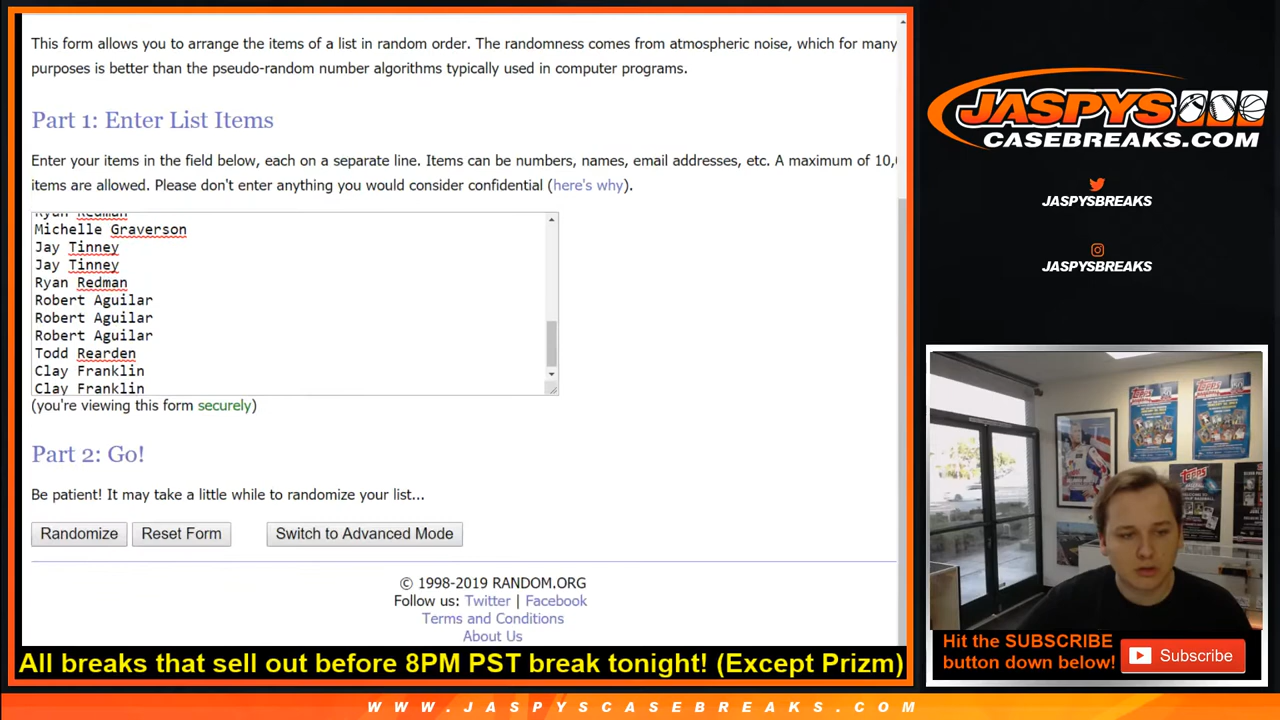 This form allows you to arrange the items of a list in random order. The randomness comes from atmospheric noise, which for many
purposes is better than the pseudo-random number algorithms typically used in computer programs.
Part 1: Enter List Items
Enter your items in the field below, each on a separate line. Items can be numbers, names, email addresses, etc. A maximum of 10,
items are allowed. Please don't enter anything you would consider confidential (here's why).
Ryan Redman
Michelle Graverson
Jay Tinney
Jay Tinney
Ryan Redman
Robert Aguilar
Robert Aguilar
Robert Aguilar
Todd Rearden
Clay Franklin
Clay Franklin
(you're viewing this form securely)
Part 2: Go!
Be patient! It may take a little while to randomize your list...
Randomize
Reset Form
Switch to Advanced Mode
© 1998-2019 RANDOM.ORG
Follow us: Twitter | Facebook
Terms and Conditions
About Us
All breaks that sell out before 8PM PST break tonight! (Except Prizm)
WWW.JASPYSCASEBREAKS.COM
JASPYS
CASEBREAKS.COM
JASPYSBREAKS
JASPYSBREAKS
Topps
Hit the SUBSCRIBE
button down below!
Subscribe